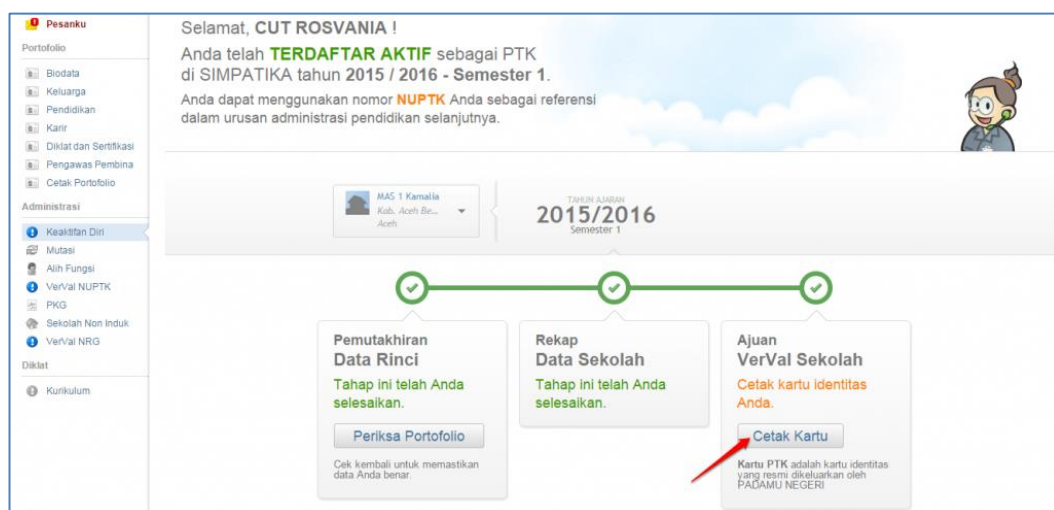 Pesanku
Portofolio
Biodata
Keluarga
Pendidikan
Karir
Diklat dan Sertifikasi
Pengawas Pembina
Cetak Portofolio
Administrasi
Keaktifan Diri
Mutasi
Alih Fungsi
VerVal NUPTK
PKG
Sekolah Non Induk
VerVal NRG
Diklat
Kurikulum
Selamat, CUT ROSVANIA !
Anda telah TERDAFTAR AKTIF sebagai PTK
di SIMPATIKA tahun 2015 / 2016 - Semester 1.
Anda dapat menggunakan nomor NUPTK Anda sebagai referensi
dalam urusan administrasi pendidikan selanjutnya.
MAS 1 Kamalia
Kab. Aceh Be...
Aceh
TAHUN AJARAN
2015/2016
Semester 1
Pemutakhiran
Data Rinci
Tahap ini telah Anda
selesaikan.
Periksa Portofolio
Cek kembali untuk memastikan
data Anda benar.
Rekap
Data Sekolah
Tahap ini telah Anda
selesaikan.
Ajuan
VerVal Sekolah
Cetak kartu identitas
Anda.
Cetak Kartu
Kartu PTK adalah kartu identitas
yang resmi dikeluarkan oleh
PADAMU NEGERI